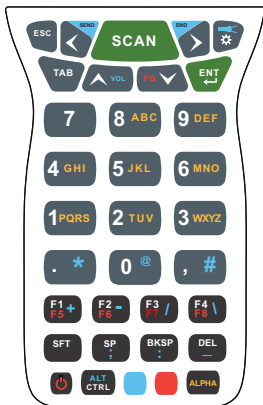 SEND END
ESC < SCAN >
TAB VOL PG ENT
7 8 ABC 9 DEF
4 GHI 5 JKL 6 MNO
1 PQRS 2 TUV 3 WXYZ
. * 0 @ , #
F1 + F2 - F3 / F4 \
F5 F6 F7 F8
SFT SP ; BKSP : DEL _
ALT CTRL ALPHA